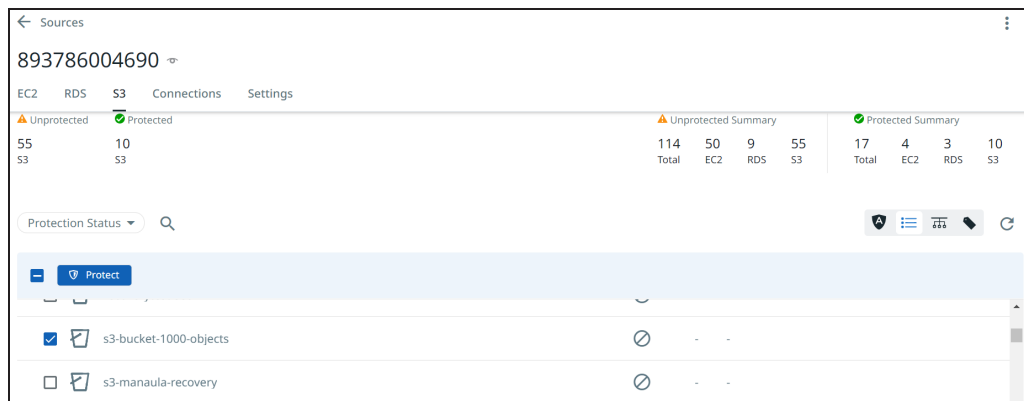 Sources
893786004690
EC2 RDS S3 Connections Settings
Unprotected Protected Unprotected Summary Protected Summary
55 10 114 50 9 55 17 4 3 10
S3 S3 Total EC2 RDS S3 Total EC2 RDS S3
Protection Status
A
Protect
s3-bucket-1000-objects - -
s3-manaula-recovery - -